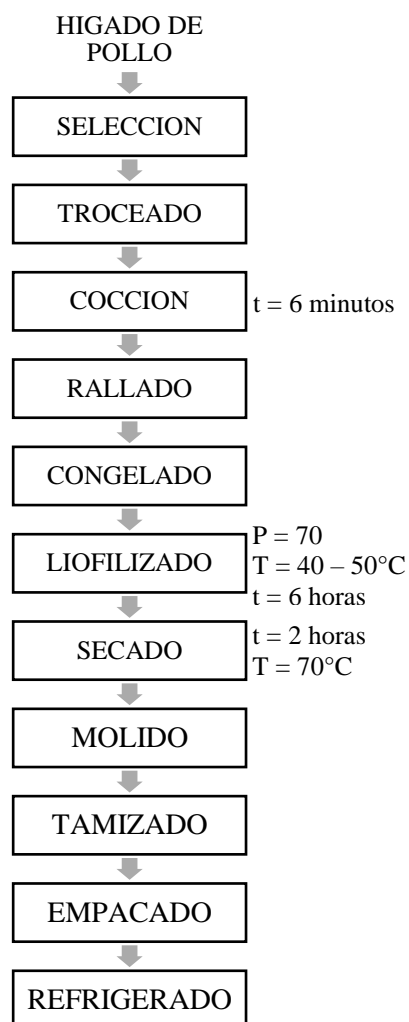 HIGADO DE
POLLO
SELECCION
TROCEADO
COCCION
t = 6 minutos
RALLADO
CONGELADO
LIOFILIZADO
P = 70
T = 40 – 50°C
t = 6 horas
SECADO
t = 2 horas
T = 70°C
MOLIDO
TAMIZADO
EMPACADO
REFRIGERADO